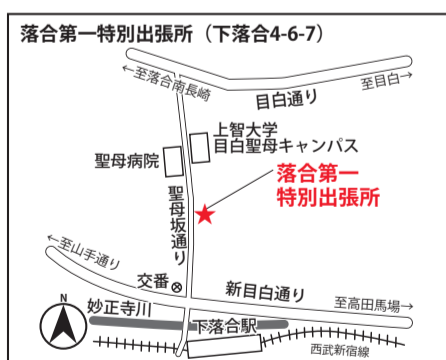 落合第一特別出張所（下落合4-6-7）
←至落合南長崎
至目白→
目白通り
上智大学
目白聖母キャンパス
聖母病院
落合第一
特別出張所
聖母坂通り
←至山手通り
交番
新目白通り
至高田馬場→
N
妙正寺川
下落合駅
西武新宿線